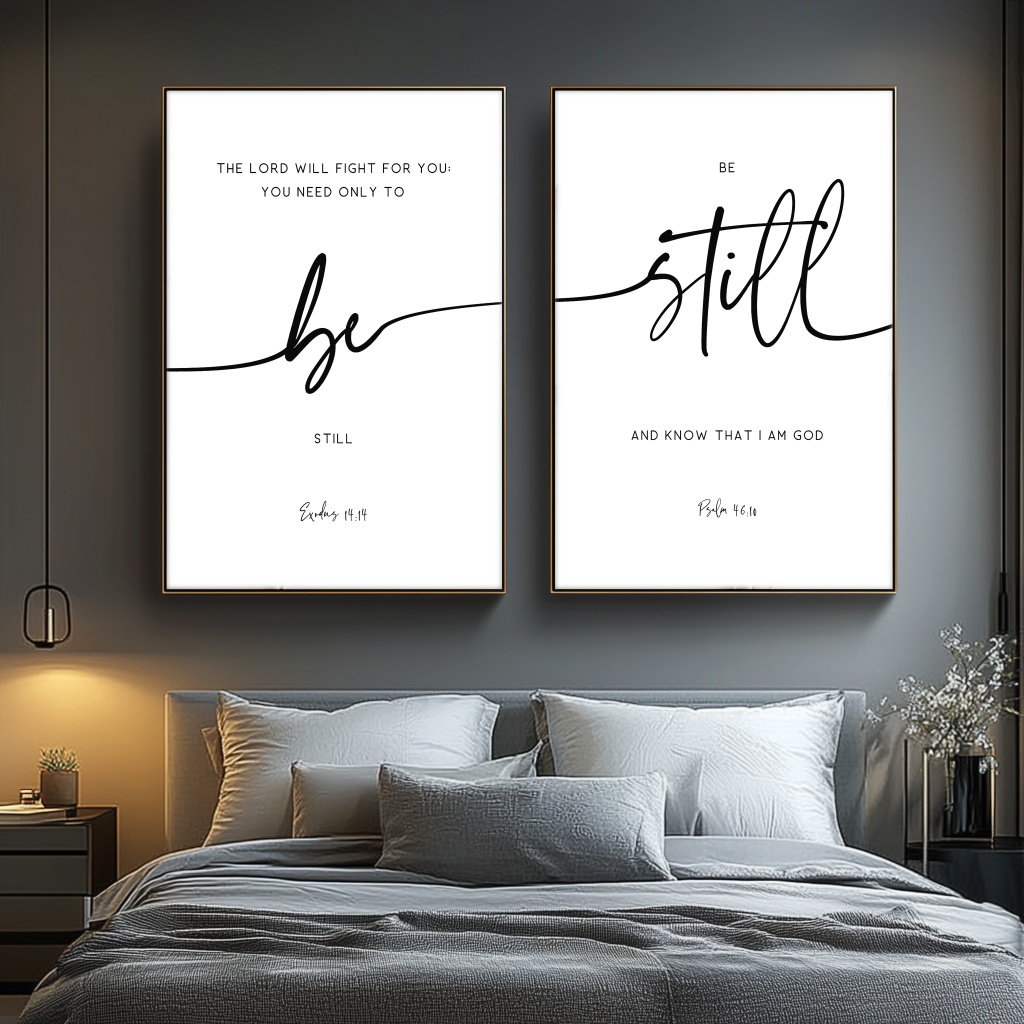 THE LORD WILL FIGHT FOR YOU;
YOU NEED ONLY TO
be
STILL
Exodus 14:14
BE
still
AND KNOW THAT I AM GOD
Psalm 46:10